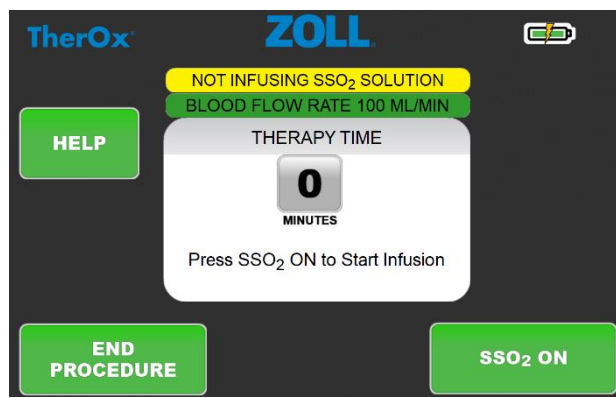 TherOx
ZOLL
NOT INFUSING SSO₂ SOLUTION
BLOOD FLOW RATE 100 ML/MIN
HELP
THERAPY TIME
0
MINUTES
Press SSO₂ ON to Start Infusion
END
PROCEDURE
SSO₂ ON